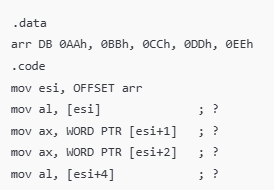 .data
arr DB 0AAh, 0BBh, 0CCh, 0DDh, 0EEh
.code
mov esi, OFFSET arr
mov al, [esi]               ; ?
mov ax, WORD PTR [esi+1]    ; ?
mov ax, WORD PTR [esi+2]    ; ?
mov al, [esi+4]             ; ?